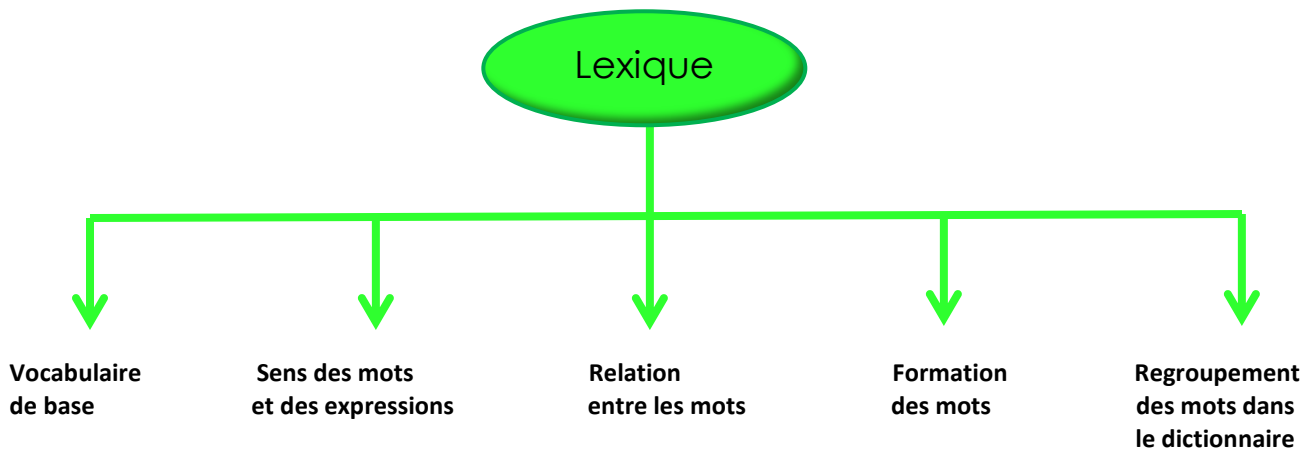 Lexique
Vocabulaire
de base
Sens des mots
et des expressions
Relation
entre les mots
Formation
des mots
Regroupement
des mots dans
le dictionnaire